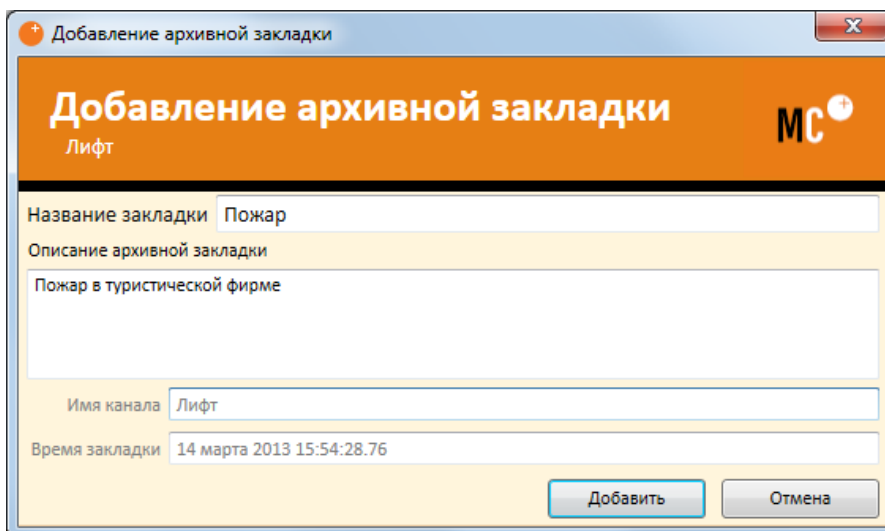 Добавление архивной закладки
X
Добавление архивной закладки
Лифт
МС+
Название закладки Пожар
Описание архивной закладки
Пожар в туристической фирме
Имя канала Лифт
Время закладки 14 марта 2013 15:54:28.76
Добавить Отмена